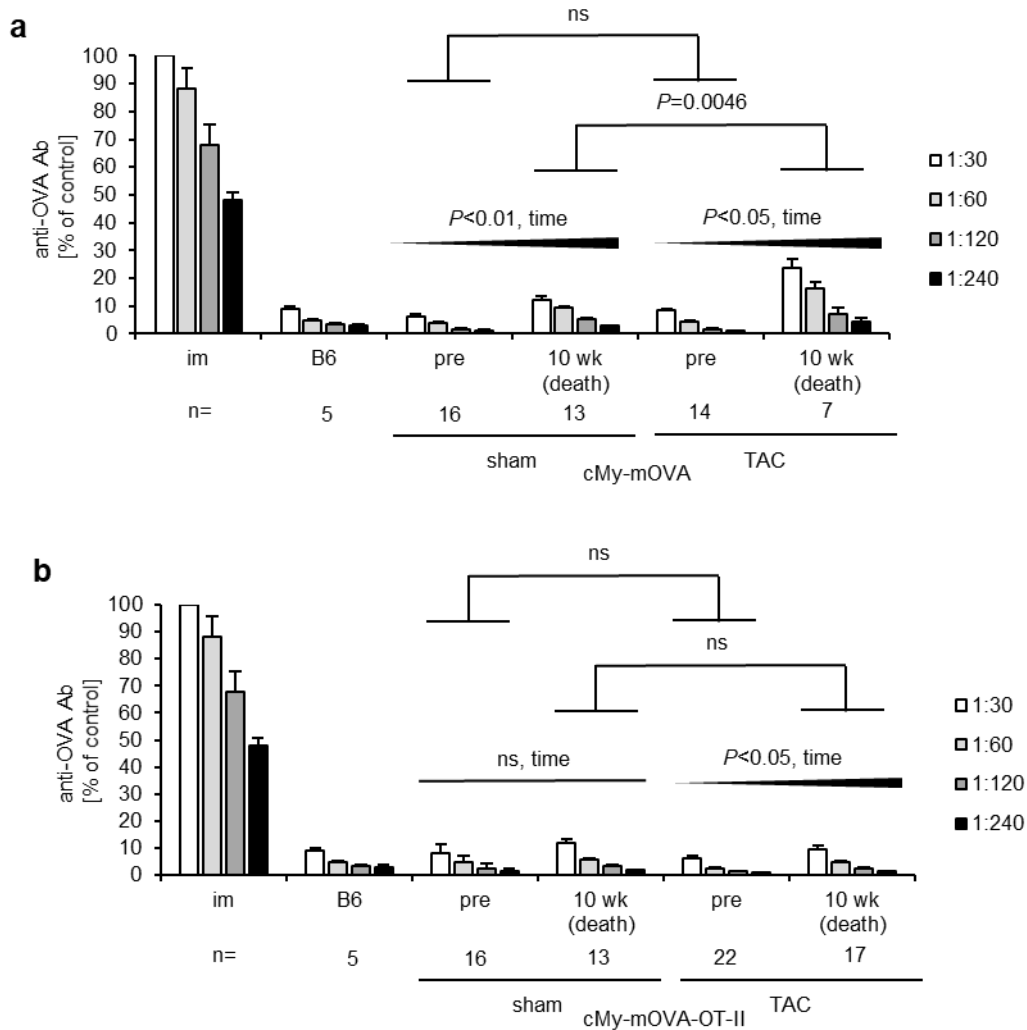 a
ns
P=0.0046
P<0.01, time
P<0.05, time
anti-OVA Ab
[% of control]
100
90
80
70
60
50
40
30
20
10
0
1:30
1:60
1:120
1:240
im B6 pre 10 wk pre 10 wk
(death) (death)
n= 5 16 13 14 7
sham TAC
cMy-mOVA
b
ns
ns
ns, time
P<0.05, time
anti-OVA Ab
[% of control]
100
90
80
70
60
50
40
30
20
10
0
1:30
1:60
1:120
1:240
im B6 pre 10 wk pre 10 wk
(death) (death)
n= 5 16 13 22 17
sham TAC
cMy-mOVA-OT-II